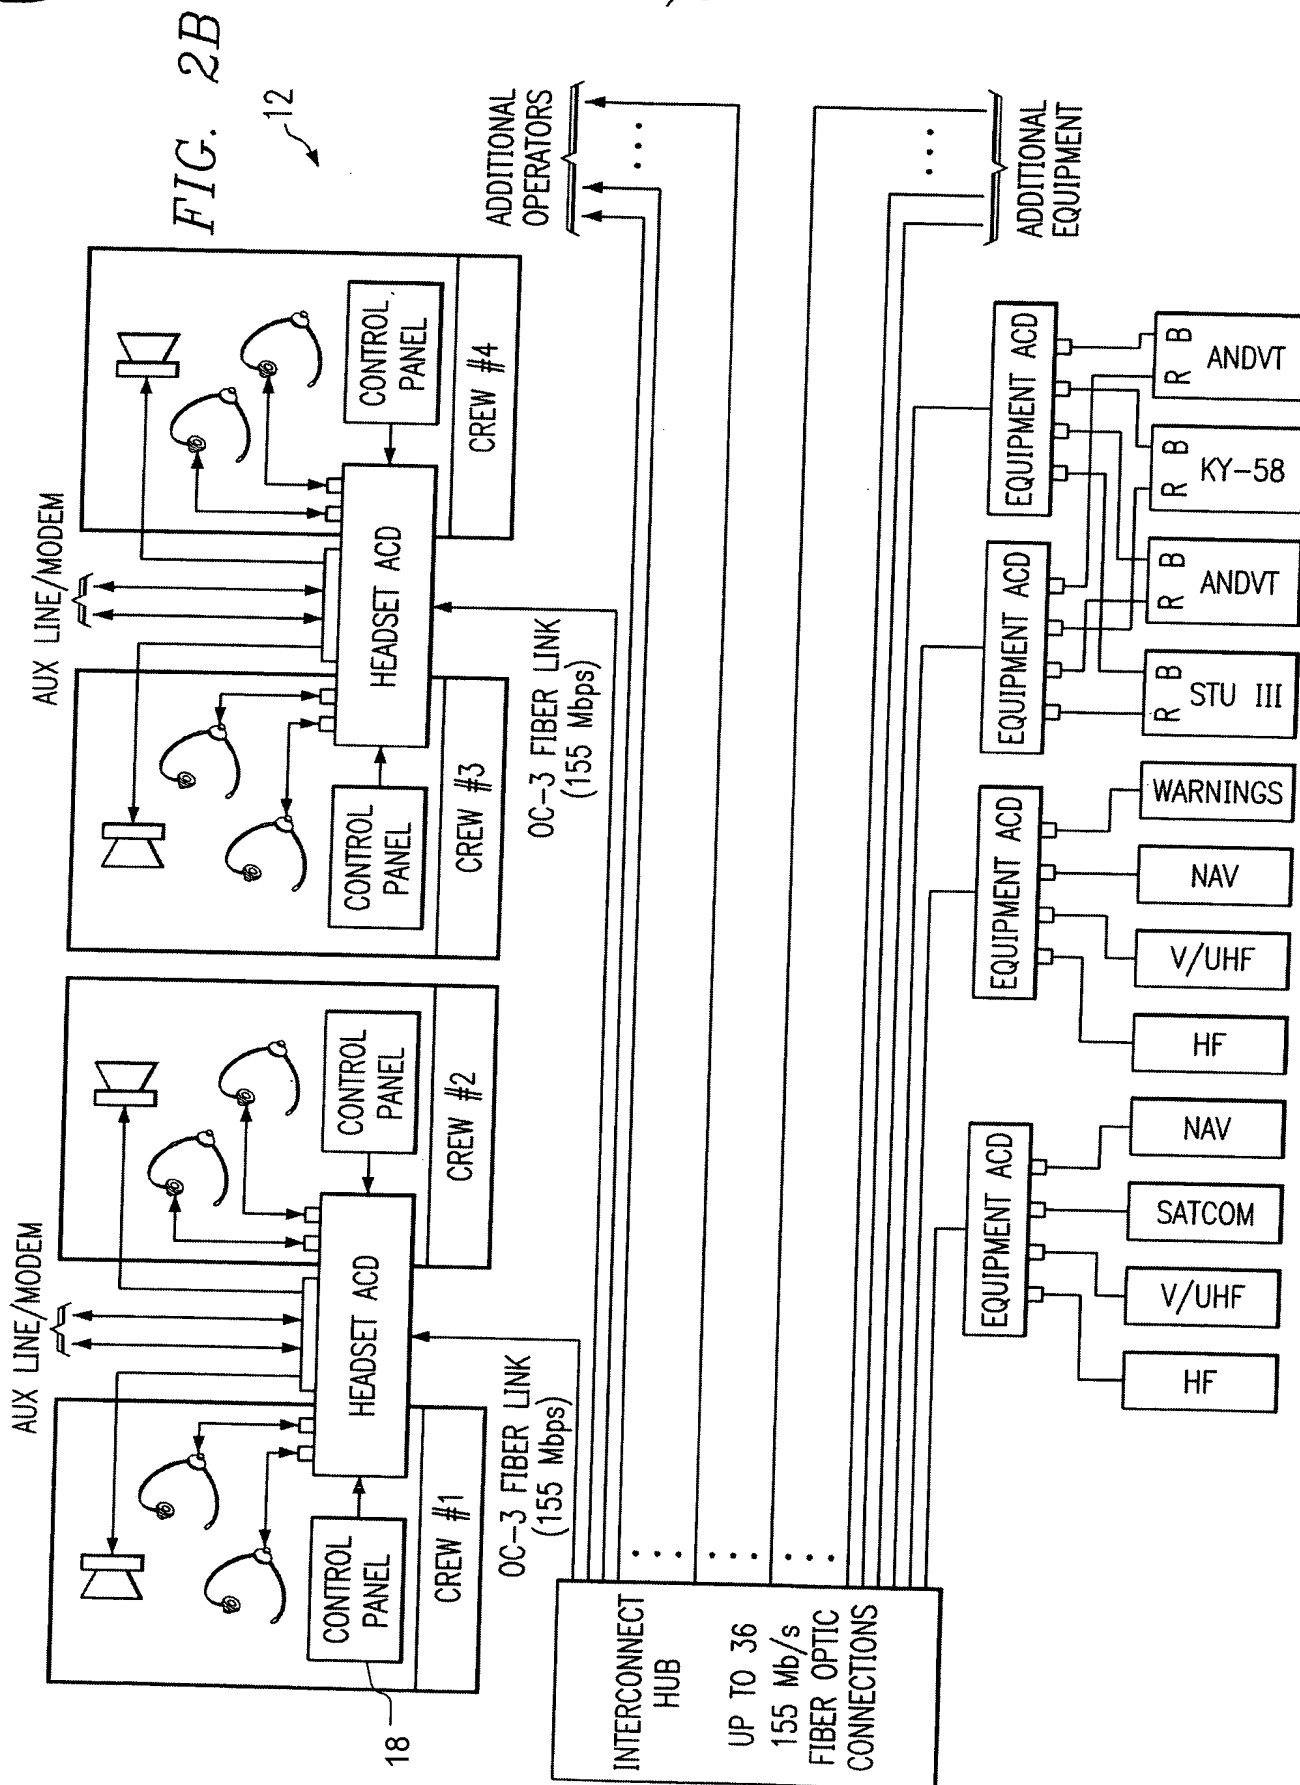 FIG. 2B
12
AUX LINE/MODEM
AUX LINE/MODEM
CONTROL
PANEL
HEADSET ACD
CONTROL
PANEL
CONTROL
PANEL
HEADSET ACD
CONTROL
PANEL
18
CREW #1
CREW #2
CREW #3
CREW #4
OC-3 FIBER LINK
(155 Mbps)
OC-3 FIBER LINK
(155 Mbps)
ADDITIONAL
OPERATORS
INTERCONNECT
HUB
UP TO 36
155 Mb/s
FIBER OPTIC
CONNECTIONS
ADDITIONAL
EQUIPMENT
EQUIPMENT ACD
EQUIPMENT ACD
EQUIPMENT ACD
EQUIPMENT ACD
HF
V/UHF
SATCOM
NAV
HF
V/UHF
NAV
WARNINGS
R B
STU III
R B
ANDVT
R B
KY-58
R B
ANDVT